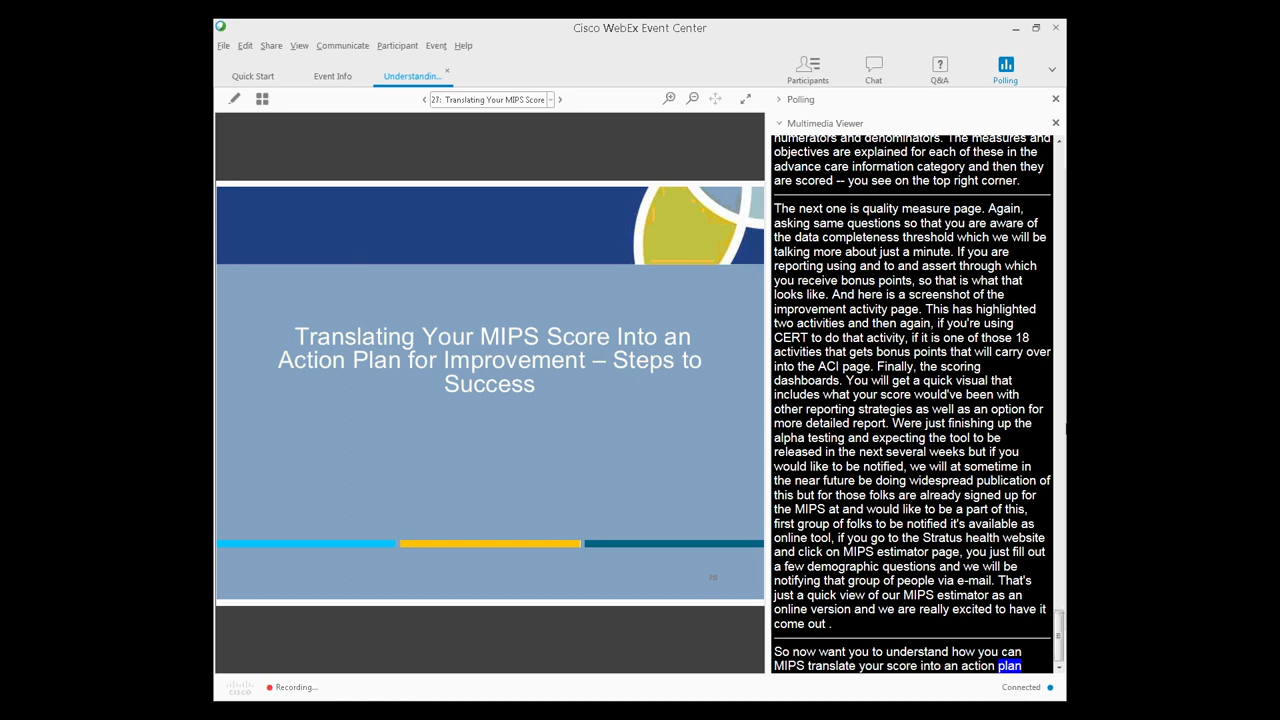 Cisco WebEx Event Center
File Edit Share View Communicate Participant Event Help
Quick Start Event Info Understandin...
Participants Chat Q&A Polling
27: Translating Your MIPS Score
Polling
Multimedia Viewer
Translating Your MIPS Score Into an
Action Plan for Improvement – Steps to
Success
numerators and denominators. The measures and
objectives are explained for each of these in the
advance care information category and then they
are scored -- you see on the top right corner.
The next one is quality measure page. Again,
asking same questions so that you are aware of
the data completeness threshold which we will be
talking more about just a minute. If you are
reporting using and to and assert through which
you receive bonus points, so that is what that
looks like. And here is a screenshot of the
improvement activity page. This has highlighted
two activities and then again, if you're using
CERT to do that activity, if it is one of those 18
activities that gets bonus points that will carry over
into the ACI page. Finally, the scoring
dashboards. You will get a quick visual that
includes what your score would've been with
other reporting strategies as well as an option for
more detailed report. Were just finishing up the
alpha testing and expecting the tool to be
released in the next several weeks but if you
would like to be notified, we will at sometime in
the near future be doing widespread publication of
this but for those folks are already signed up for
the MIPS at and would like to be a part of this,
first group of folks to be notified it's available as
online tool, if you go to the Stratus health website
and click on MIPS estimator page, you just fill out
a few demographic questions and we will be
notifying that group of people via e-mail. That's
just a quick view of our MIPS estimator as an
online version and we are really excited to have it
come out .
So now want you to understand how you can
MIPS translate your score into an action plan
cisco
Recording...
Connected